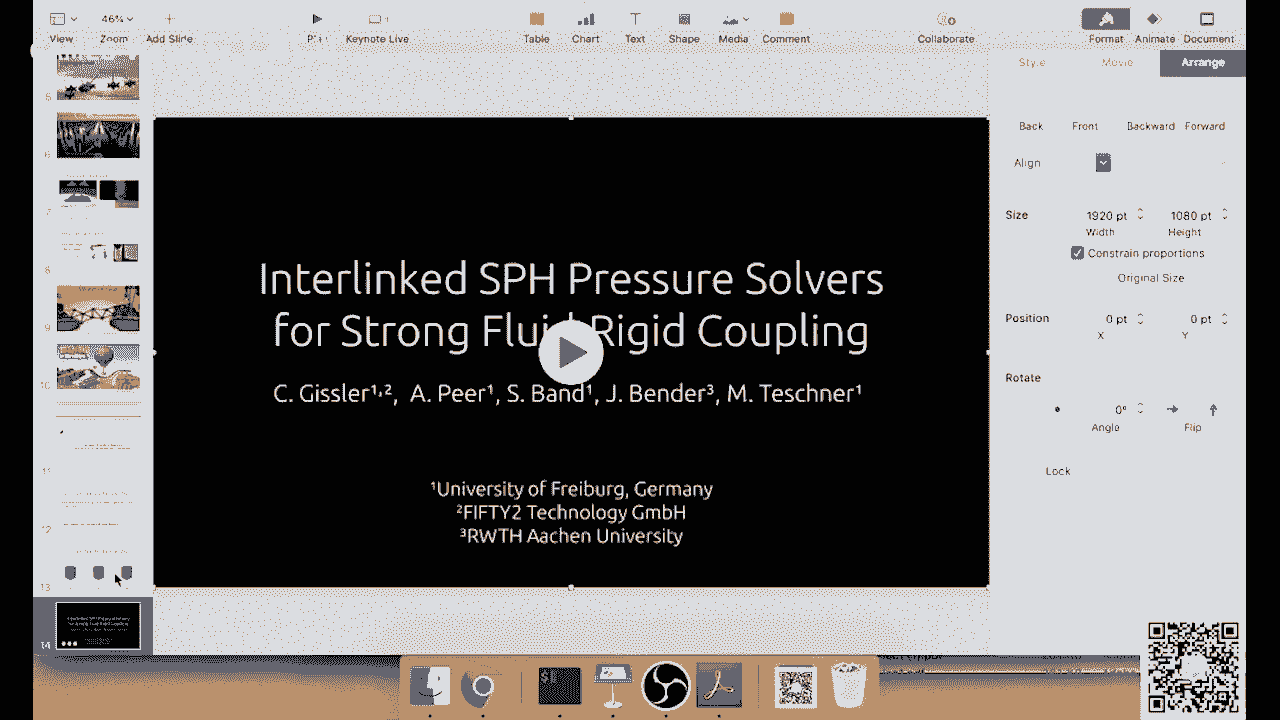 View
46%
Zoom
Add Slide
Keynote Live
Table
Chart
Text
Shape
Media
Comment
Collaborate
Format
Animate
Document
Style
Movie
Arrange
Back
Front
Backward
Forward
Align
Size
1920 pt
1080 pt
Width
Height
Constrain proportions
Original Size
Position
0 pt
0 pt
X
Y
Rotate
0°
Angle
Flip
Lock
5
6
7
8
9
10
11
12
13
14
Interlinked SPH Pressure Solvers
for Strong Fluid Rigid Coupling
C. Gissler¹,², A. Peer¹, S. Band¹, J. Bender³, M. Teschner¹
¹University of Freiburg, Germany
²FIFTY2 Technology GmbH
³RWTH Aachen University